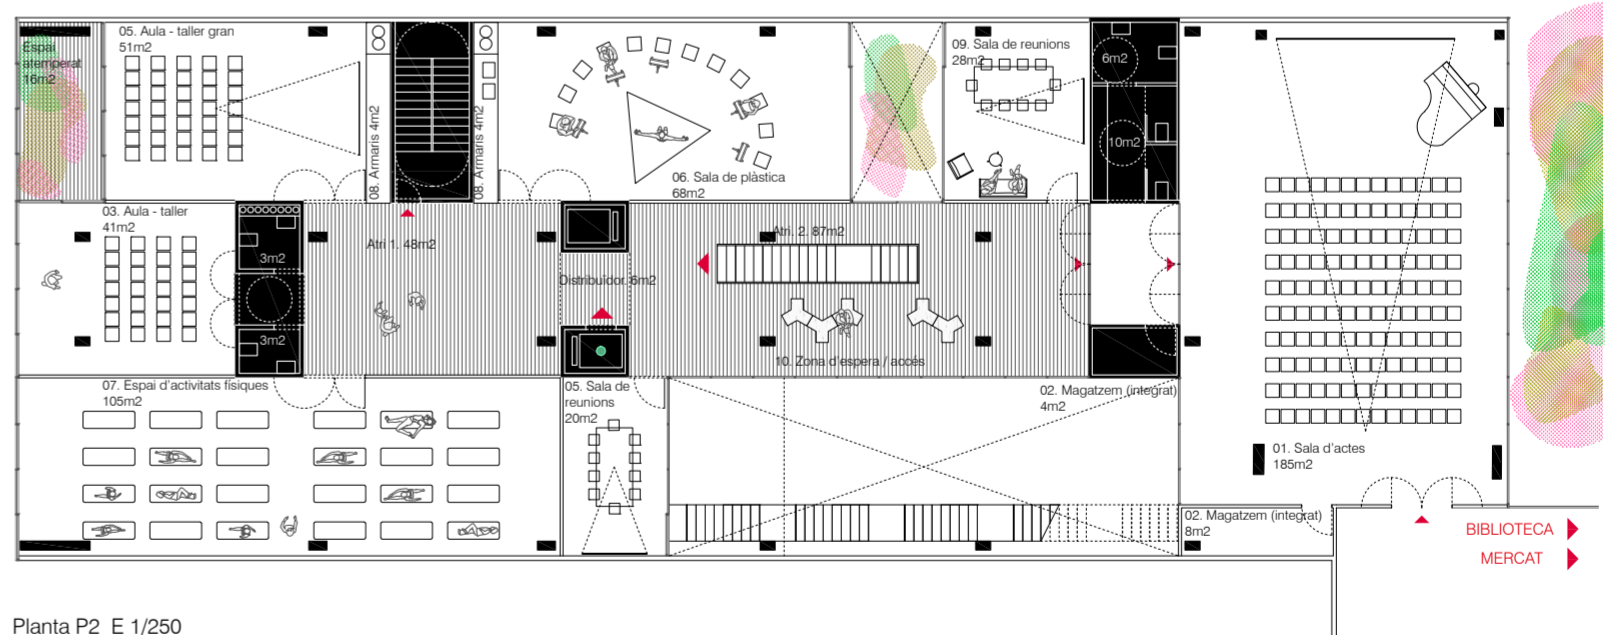 05. Aula - taller gran
51m2
Espai
atemperat
16m2
08. Armaris 4m2
08. Armaris 4m2
06. Sala de plàstica
68m2
09. Sala de reunions
28m2
6m2
10m2
03. Aula - taller
41m2
3m2
3m2
Atri 1. 48m2
Distribuïdor. 6m2
Atri. 2. 87m2
10. Zona d'espera / accés
07. Espai d'activitats físiques
105m2
05. Sala de
reunions
20m2
02. Magatzem (integrat)
4m2
01. Sala d'actes
185m2
02. Magatzem (integrat)
8m2
BIBLIOTECA
MERCAT
Planta P2 E 1/250